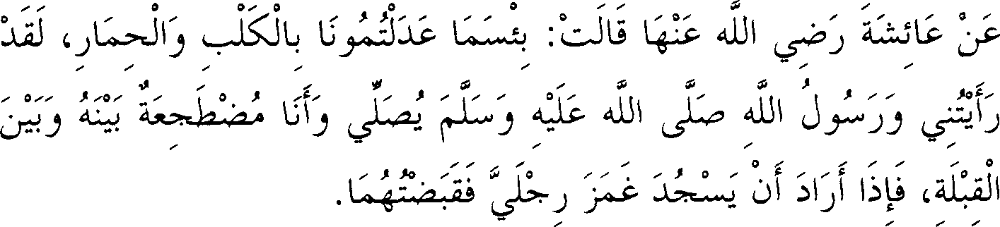 عَنْ عَائِشَةَ رَضِي اللَّه عَنْهَا قَالَتْ: بِئْسَمَا عَدَلْتُمُونَا بِالْكَلْبِ وَالْحِمَارِ، لَقَدْ
رَأَيْتُنِي وَرَسُولُ اللَّهِ صَلَّى اللَّه عَلَيْهِ وَسَلَّمَ يُصَلِّي وَأَنَا مُضْطَجِعَةٌ بَيْنَهُ وَبَيْنَ
الْقِبْلَةِ، فَإِذَا أَرَادَ أَنْ يَسْجُدَ غَمَزَ رِجْلَيَّ فَقَبَضْتُهُمَا.